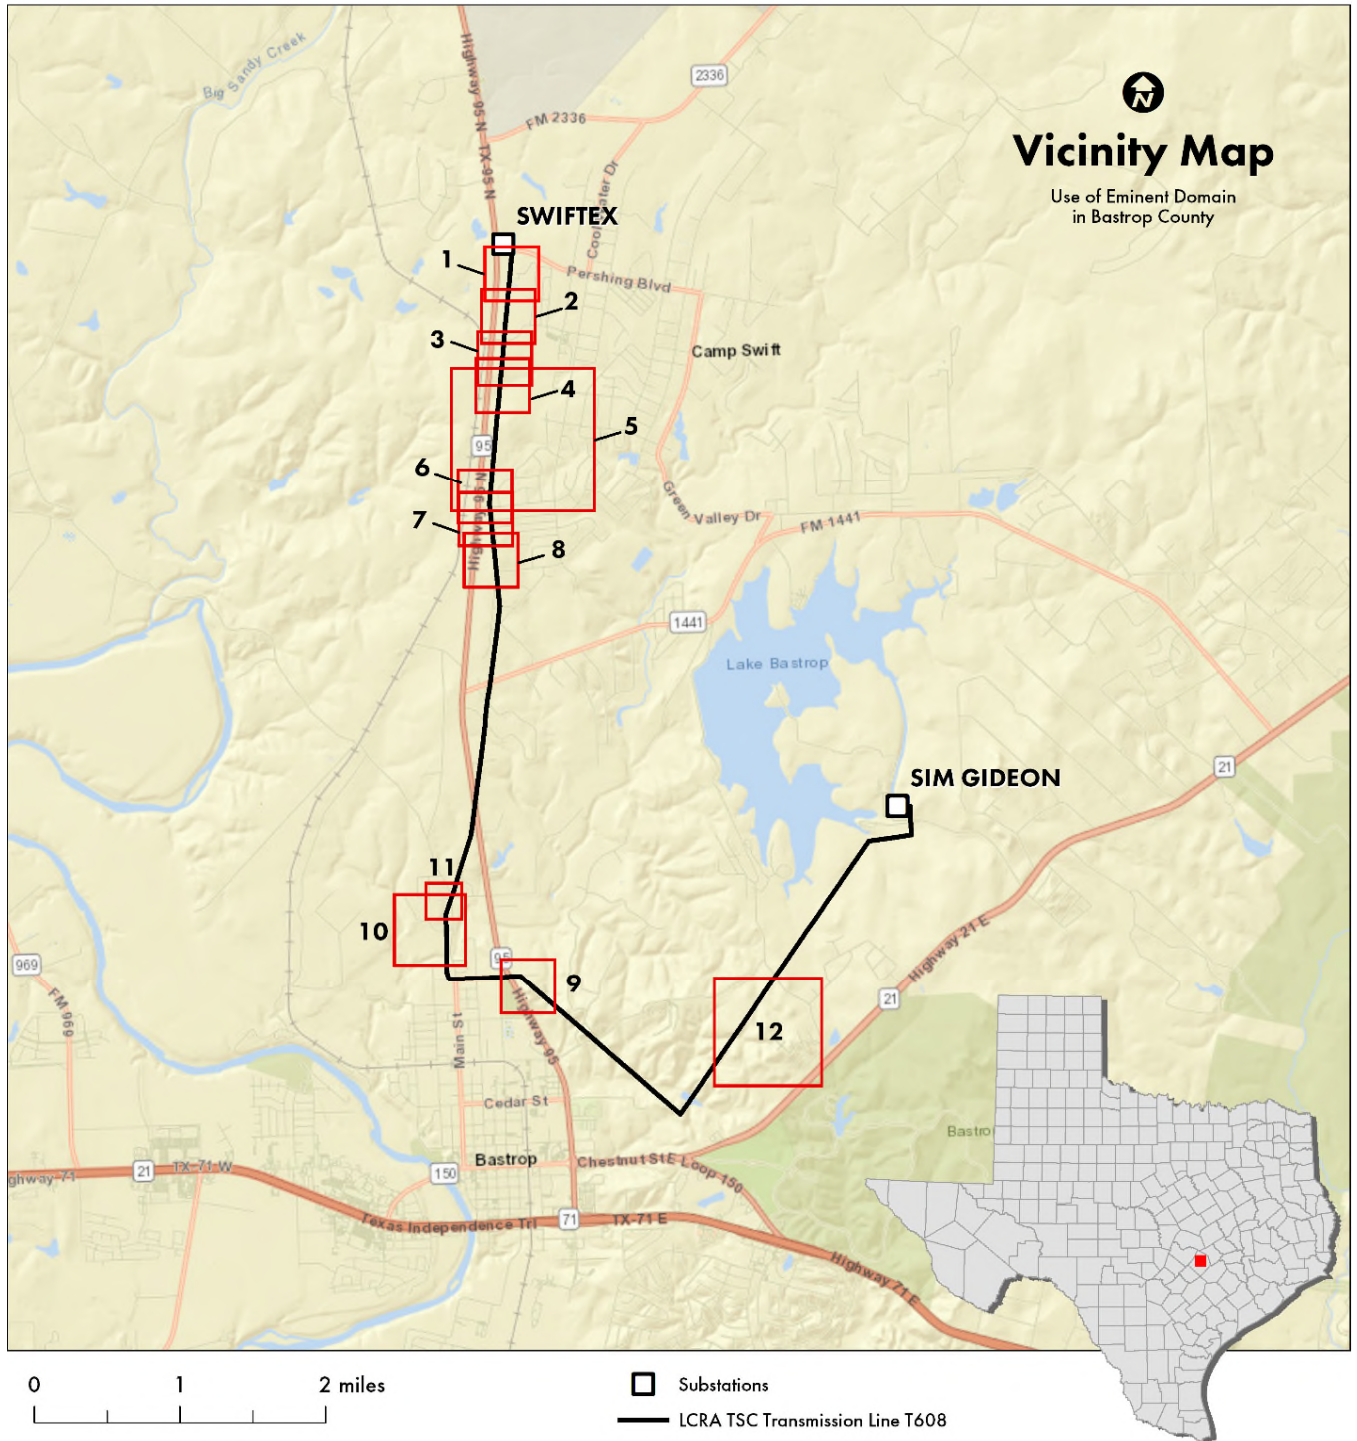 Big Sandy Creek
Highway 95 N
TX-95 N
2336
FM 2336
N
Vicinity Map
Use of Eminent Domain
in Bastrop County
SWIFTEX
1
Pershing Blvd
2
3
Camp Swift
4
5
95
6
7
8
Green Valley Dr
FM 1441
1441
Lake Bastrop
21
SIM GIDEON
11
10
95
9
Highway 95
Highway 21 E
969
FM 969
21
12
Main St
Cedar St
Bastrop
Chestnut St
E Loop 150
21
TX-71 W
150
Texas Independence Trl
71
TX-71 E
Highway 71 E
0 1 2 miles
Substations
LCRA TSC Transmission Line T608